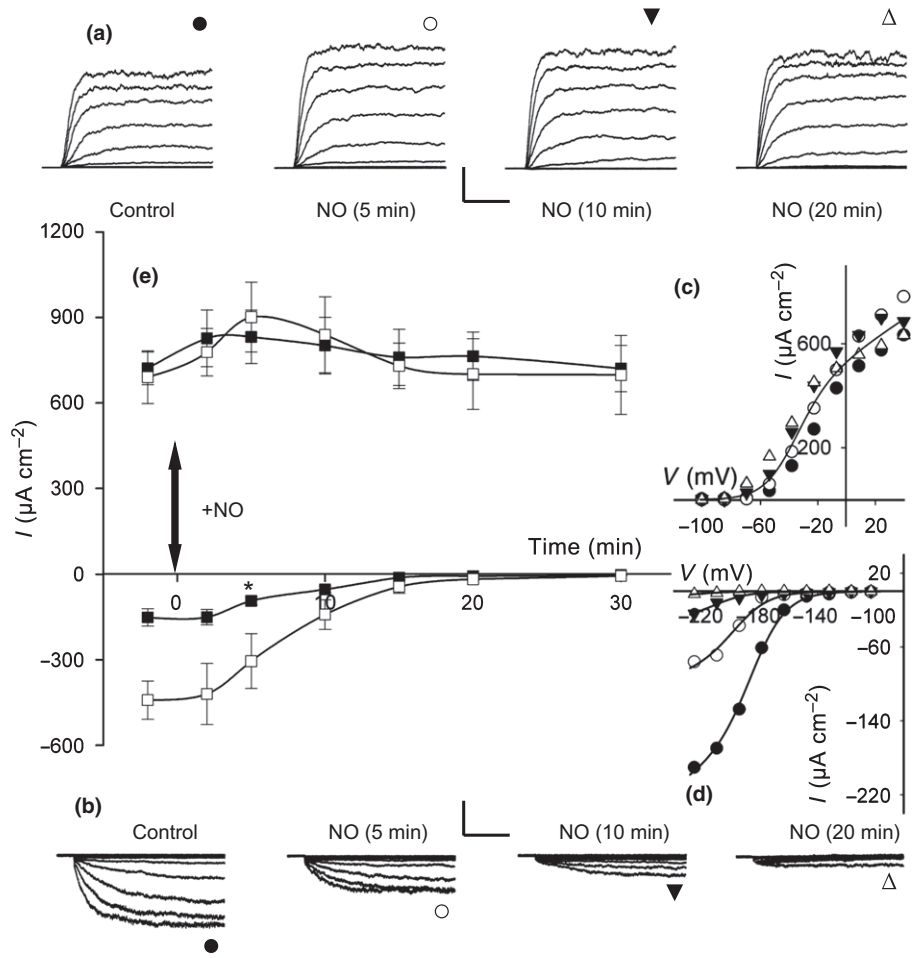 (a)
Control
NO (5 min)
NO (10 min)
NO (20 min)
(e)
1200
900
600
300
0
–300
–600
I (µA cm–2)
+NO
*
Time (min)
0
10
20
30
(c)
I (µA cm–2)
600
200
V (mV)
–100
–60
–20
20
V (mV)
20
–220
–180
–140
–100
–60
–140
–220
I (µA cm–2)
(d)
(b)
Control
NO (5 min)
NO (10 min)
NO (20 min)